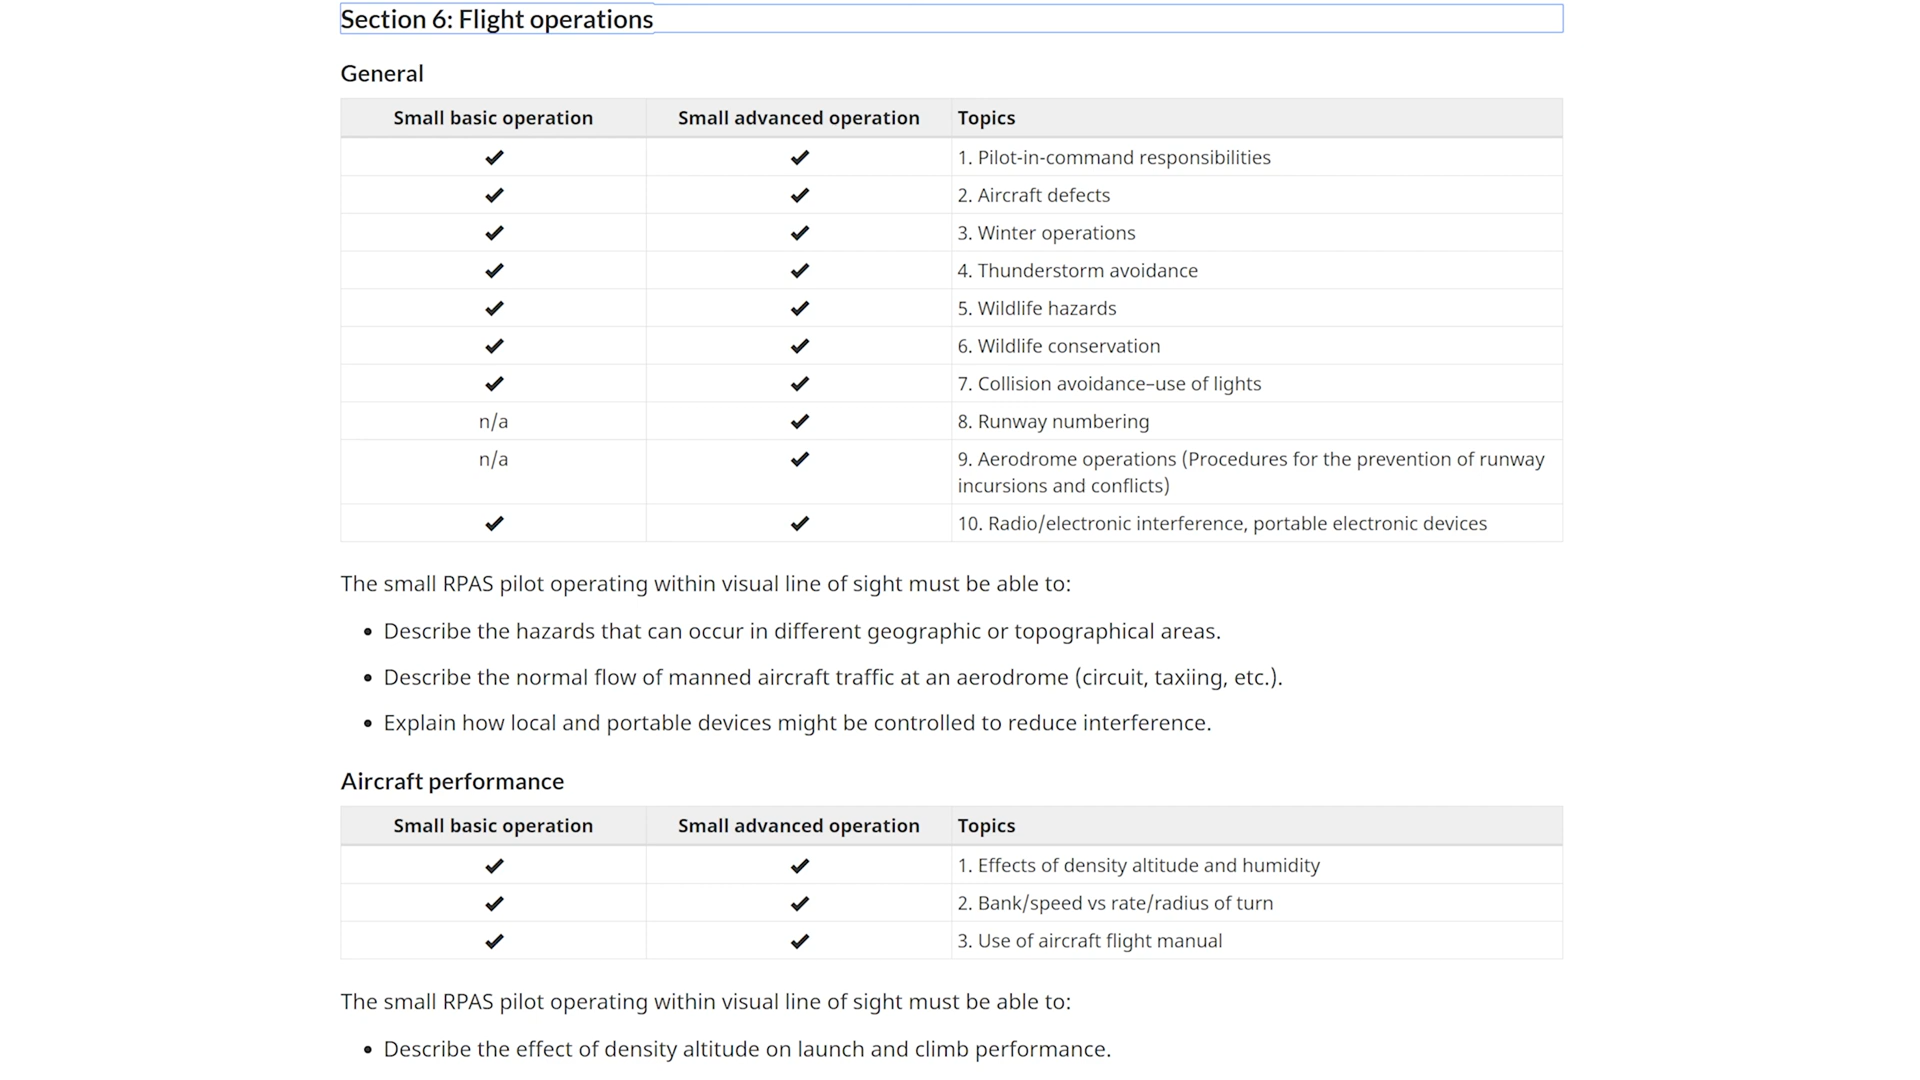 Section 6: Flight operations
General
Small basic operation Small advanced operation Topics
✔ ✔ 1. Pilot-in-command responsibilities
✔ ✔ 2. Aircraft defects
✔ ✔ 3. Winter operations
✔ ✔ 4. Thunderstorm avoidance
✔ ✔ 5. Wildlife hazards
✔ ✔ 6. Wildlife conservation
✔ ✔ 7. Collision avoidance–use of lights
n/a ✔ 8. Runway numbering
n/a ✔ 9. Aerodrome operations (Procedures for the prevention of runway
incursions and conflicts)
✔ ✔ 10. Radio/electronic interference, portable electronic devices
The small RPAS pilot operating within visual line of sight must be able to:
• Describe the hazards that can occur in different geographic or topographical areas.
• Describe the normal flow of manned aircraft traffic at an aerodrome (circuit, taxiing, etc.).
• Explain how local and portable devices might be controlled to reduce interference.
Aircraft performance
Small basic operation Small advanced operation Topics
✔ ✔ 1. Effects of density altitude and humidity
✔ ✔ 2. Bank/speed vs rate/radius of turn
✔ ✔ 3. Use of aircraft flight manual
The small RPAS pilot operating within visual line of sight must be able to:
• Describe the effect of density altitude on launch and climb performance.